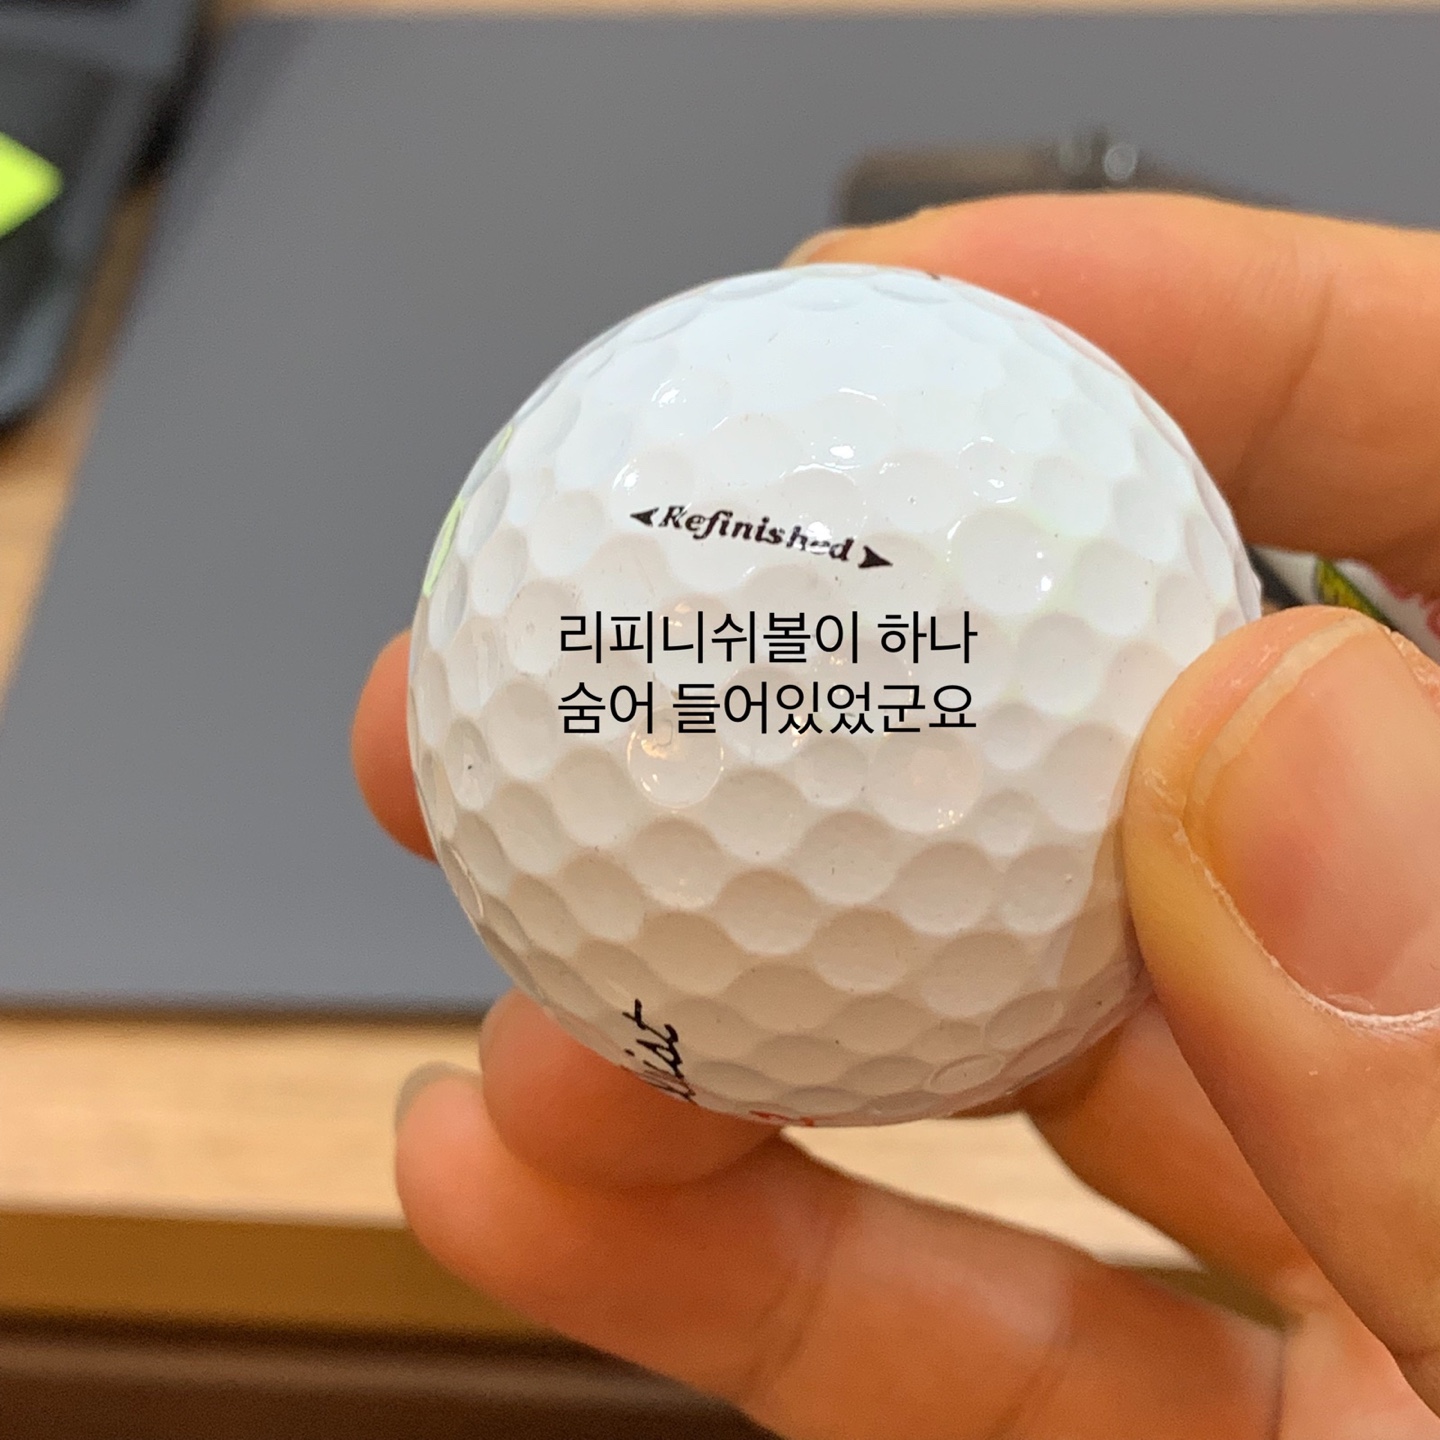 Refinished
리피니쉬볼이 하나
숨어 들어있었군요